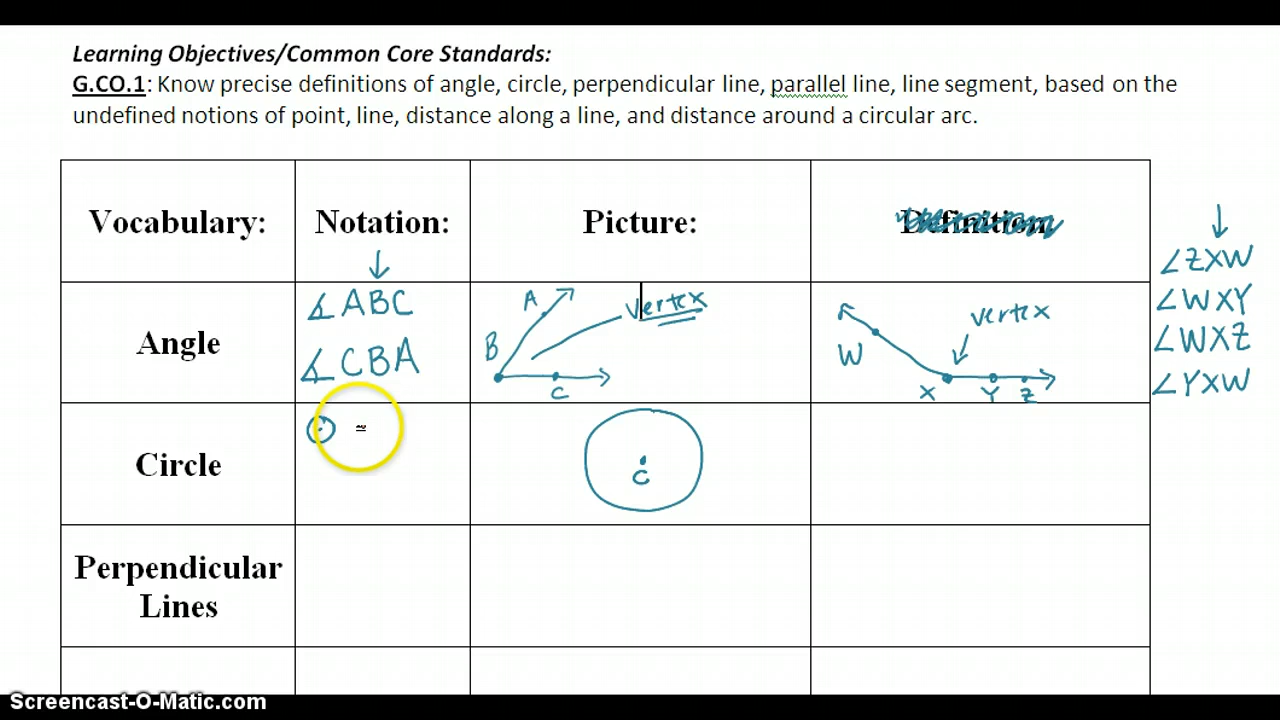 Learning Objectives/Common Core Standards:
G.CO.1: Know precise definitions of angle, circle, perpendicular line, parallel line, line segment, based on the
undefined notions of point, line, distance along a line, and distance around a circular arc.
Vocabulary: Notation: Picture: Definition
Angle
∡ABC
∡CBA
A
B
C
vertex
W
X
Y
Z
vertex
∠ZXW
∠WXY
∠WXZ
∠YXW
Circle
⊙
C
Perpendicular
Lines
Screencast-O-Matic.com